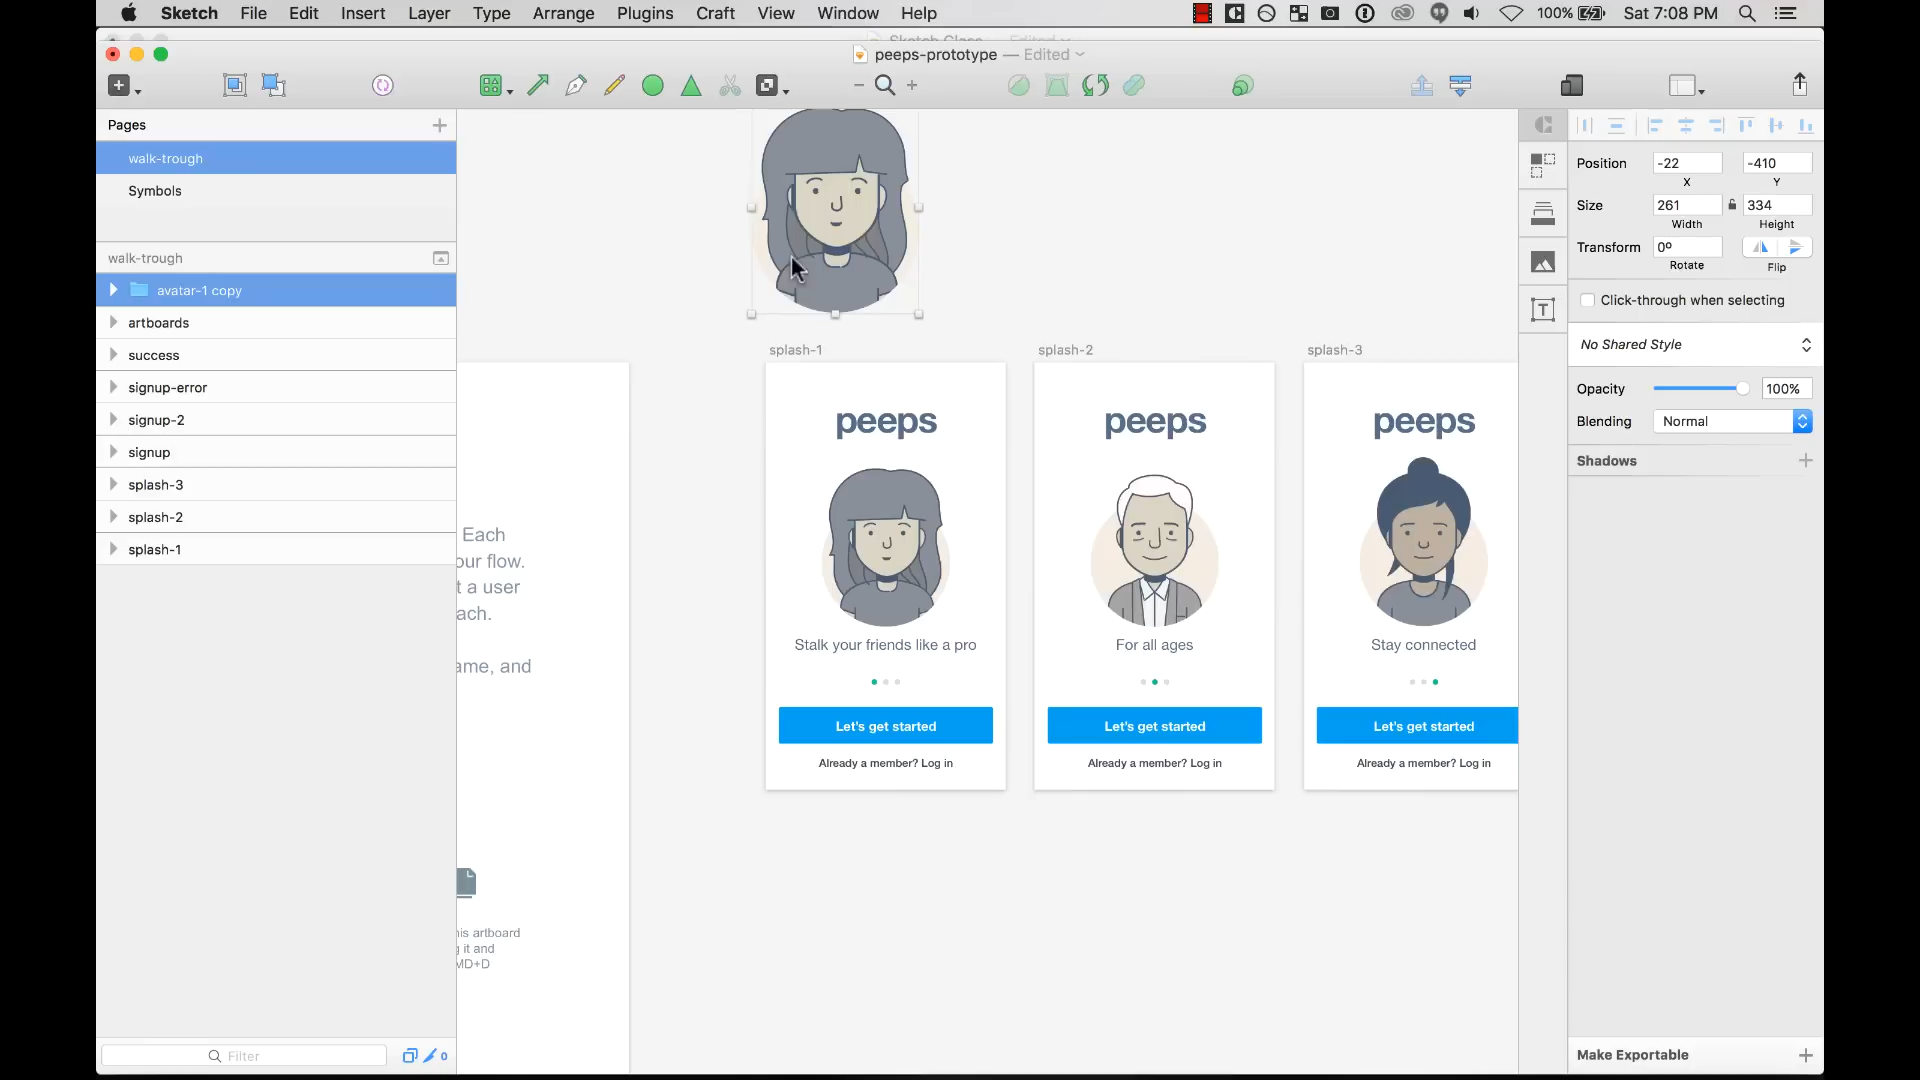 Sketch File Edit Insert Layer Type Arrange Plugins Craft View Window Help 100% Sat 7:08 PM
peeps-prototype — Edited
Pages
walk-trough
Symbols
walk-trough
avatar-1 copy
artboards
success
signup-error
signup-2
signup
splash-3
splash-2
splash-1
Filter
0
Each
our flow.
t a user
ach.
ame, and
his artboard
g it and
MD+D
splash-1
peeps
Stalk your friends like a pro
Let's get started
Already a member? Log in
splash-2
peeps
For all ages
Let's get started
Already a member? Log in
splash-3
peeps
Stay connected
Let's get started
Already a member? Log in
T
Position -22 -410
X Y
Size 261 334
Width Height
Transform 0º
Rotate Flip
Click-through when selecting
No Shared Style
Opacity 100%
Blending Normal
Shadows
Make Exportable